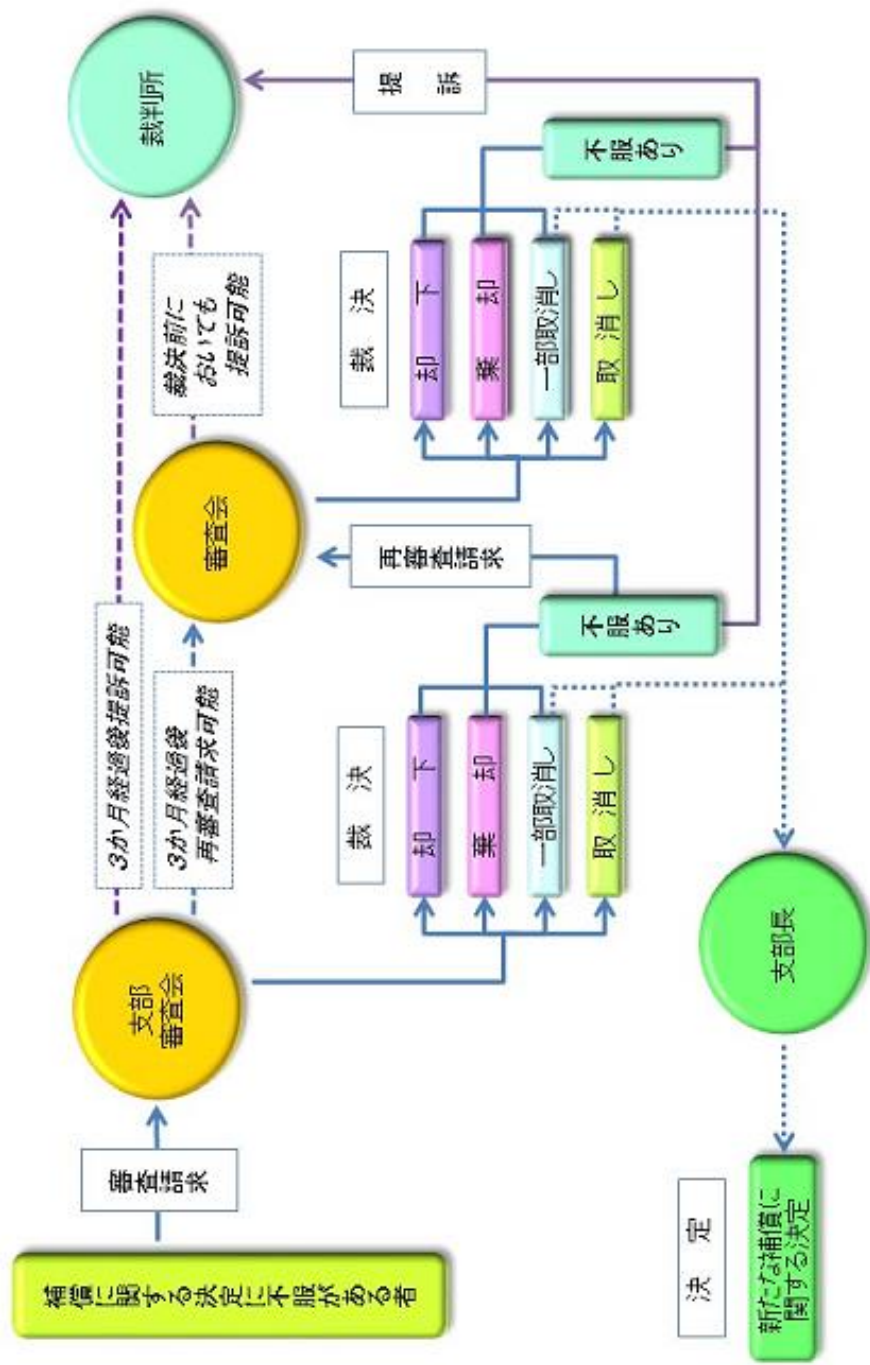 補償に関する決定に不服がある者
審査請求
支部
審査会
3か月経過後提訴可能
3か月経過後
再審査請求可能
裁決
却下
棄却
一部取消し
取消し
不服あり
再審査請求
審査会
裁決前に
おいても
提訴可能
裁決
却下
棄却
一部取消し
取消し
不服あり
提訴
裁判所
支部長
決定
新たな補償に
関する決定